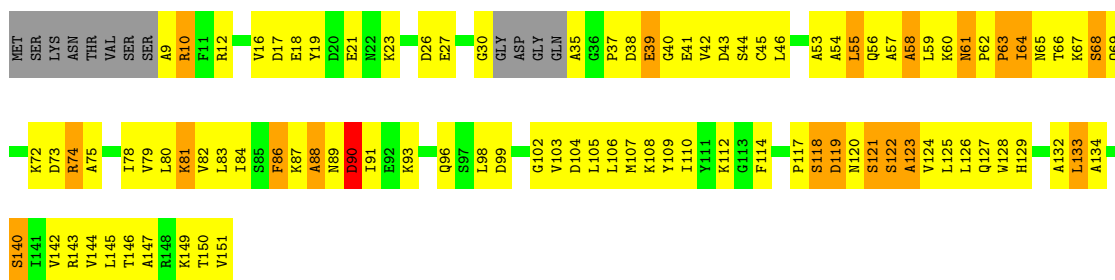 MET SER LYS ASN THR VAL SER SER A9 R10 F11 R12 V16 D17 E18 Y19 D20 E21 N22 K23 D26 E27 G30 GLY ASP GLY GLN A35 G36 P37 D38 E39 G40 E41 V42 D43 S44 C45 L46 A53 A54 L55 Q56 A57 A58 L59 K60 N61 P62 P63 I64 N65 T66 K67 S68
K72 D73 R74 A75 I78 V79 L80 K81 V82 L83 I84 S85 F86 K87 A88 N89 D90 I91 E92 K93 Q96 S97 L98 D99 G102 V103 D104 L105 L106 M107 K108 Y109 I110 Y111 K112 G113 F114 P117 S118 D119 N120 S121 S122 A123 V124 L125 L126 Q127 W128 H129 A132 L133 A134
S140 I141 V142 R143 V144 L145 T146 A147 R148 K149 T150 V151